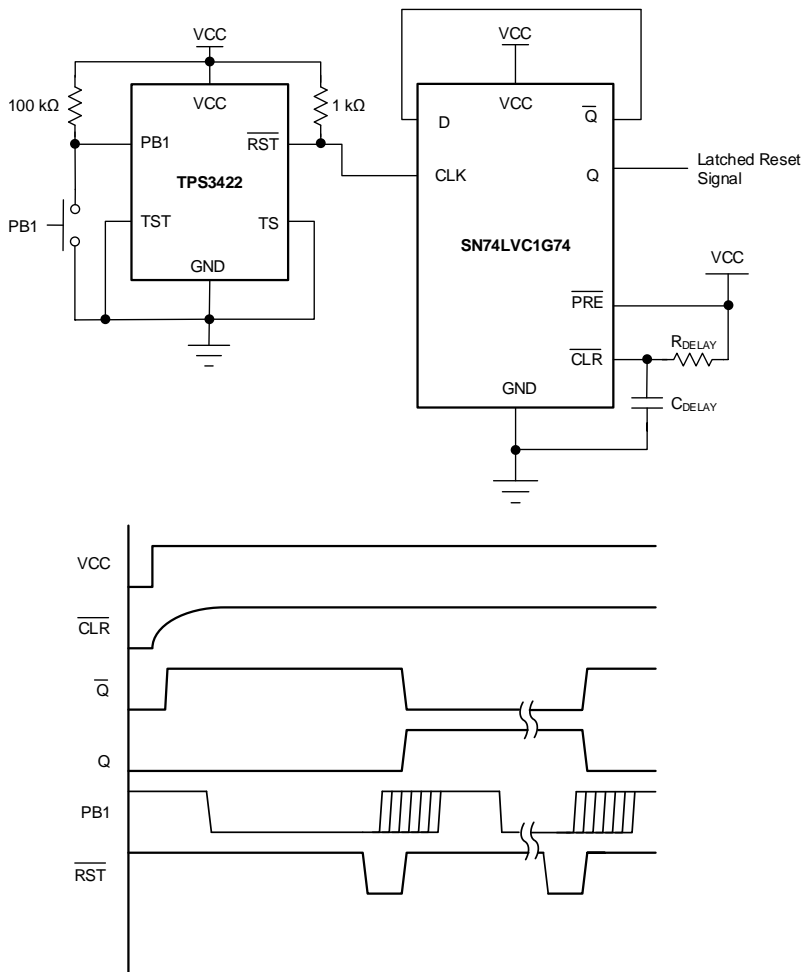 VCC
VCC
100 kΩ
VCC
1 kΩ
VCC
Q
D
PB1
RST
CLK
Q
Latched Reset
Signal
TPS3422
PB1
TST
TS
SN74LVC1G74
VCC
GND
PRE
RDELAY
CLR
GND
CDELAY
VCC
CLR
Q
Q
PB1
RST